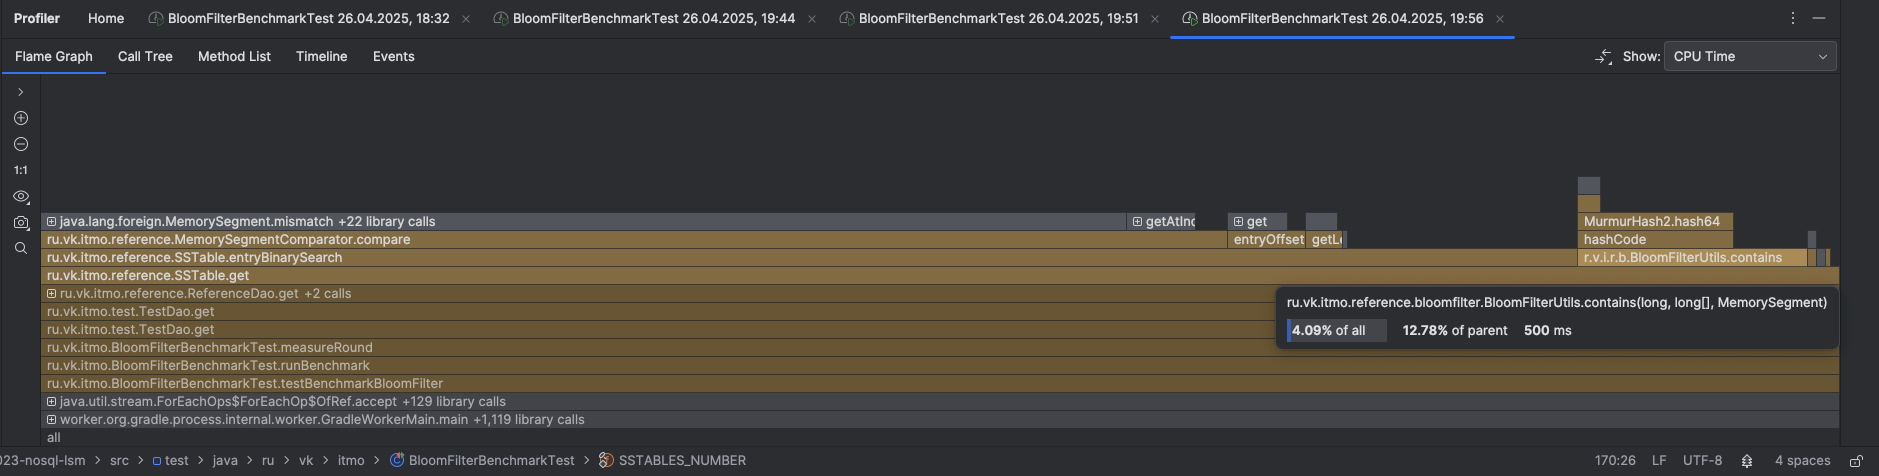 Profiler Home BloomFilterBenchmarkTest 26.04.2025, 18:32 BloomFilterBenchmarkTest 26.04.2025, 19:44 BloomFilterBenchmarkTest 26.04.2025, 19:51 BloomFilterBenchmarkTest 26.04.2025, 19:56
Flame Graph Call Tree Method List Timeline Events Show: CPU Time
1:1
MurmurHash2.hash64
java.lang.foreign.MemorySegment.mismatch +22 library calls getAtInd get
ru.vk.itmo.reference.MemorySegmentComparator.compare entryOffset getLe hashCode
ru.vk.itmo.reference.SSTable.entryBinarySearch r.v.i.r.b.BloomFilterUtils.contains
ru.vk.itmo.reference.SSTable.get
ru.vk.itmo.reference.ReferenceDao.get +2 calls
ru.vk.itmo.test.TestDao.get
ru.vk.itmo.test.TestDao.get
ru.vk.itmo.BloomFilterBenchmarkTest.measureRound
ru.vk.itmo.BloomFilterBenchmarkTest.runBenchmark
ru.vk.itmo.BloomFilterBenchmarkTest.testBenchmarkBloomFilter
java.util.stream.ForEachOps$ForEachOp$OfRef.accept +129 library calls
worker.org.gradle.process.internal.worker.GradleWorkerMain.main +1,119 library calls
all
ru.vk.itmo.reference.bloomfilter.BloomFilterUtils.contains(long, long[], MemorySegment)
4.09% of all 12.78% of parent 500 ms
023-nosql-lsm > src > test > java > ru > vk > itmo > BloomFilterBenchmarkTest > SSTABLES_NUMBER 170:26 LF UTF-8 4 spaces